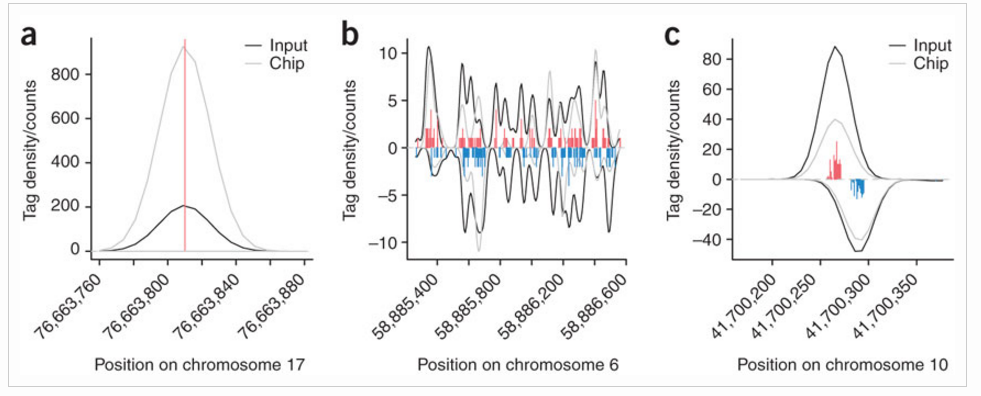 a
Input
Chip
Tag density/counts
800
600
400
200
0
76,663,760
76,663,800
76,663,840
76,663,880
Position on chromosome 17
b
Tag density/counts
10
5
0
−5
−10
58,885,400
58,885,800
58,886,200
58,886,600
Position on chromosome 6
c
Input
Chip
Tag density/counts
80
60
40
20
0
−20
−40
41,700,200
41,700,250
41,700,300
41,700,350
Position on chromosome 10